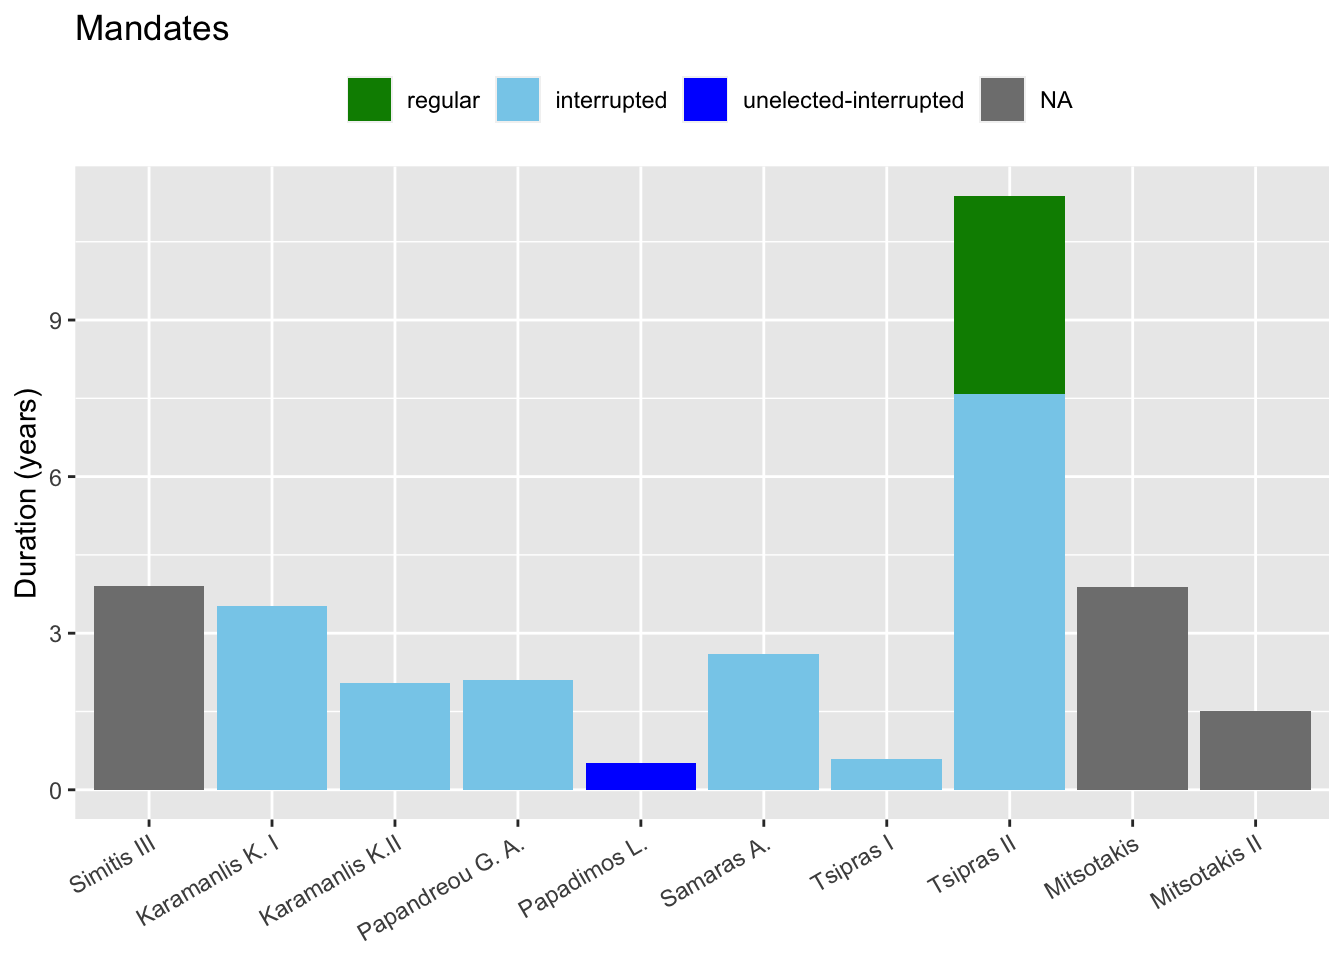 Mandates
regular interrupted unelected-interrupted NA
Duration (years)
9
6
3
0
Simitis III
Karamanlis K. I
Karamanlis K.II
Papandreou G. A.
Papadimos L.
Samaras A.
Tsipras I
Tsipras II
Mitsotakis
Mitsotakis II